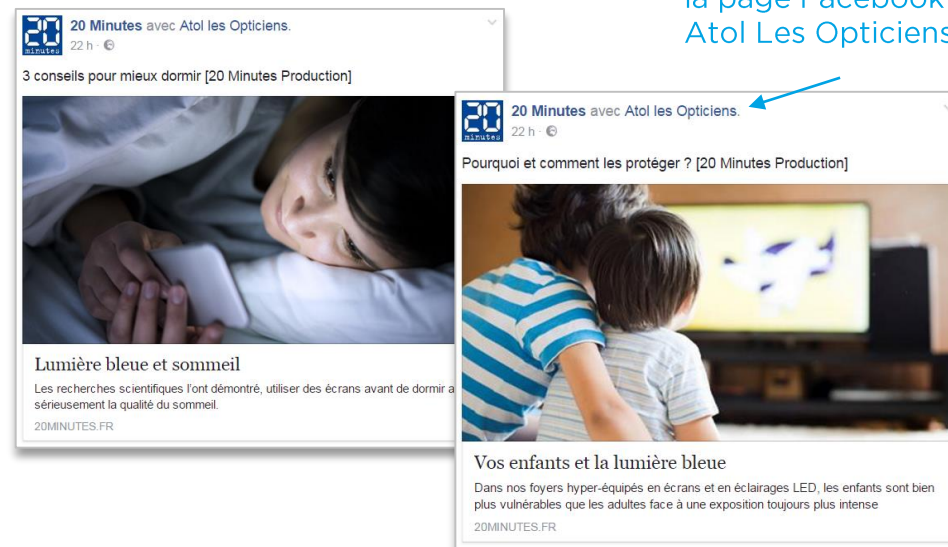 la page Facebook
Atol Les Opticiens
20 Minutes avec Atol les Opticiens.
22 h ·
3 conseils pour mieux dormir [20 Minutes Production]
Lumière bleue et sommeil
Les recherches scientifiques l'ont démontré, utiliser des écrans avant de dormir
sérieusement la qualité du sommeil.
20MINUTES.FR
20 minutes
20 Minutes avec Atol les Opticiens.
22 h ·
Pourquoi et comment les protéger ? [20 Minutes Production]
Vos enfants et la lumière bleue
Dans nos foyers hyper-équipés en écrans et en éclairages LED, les enfants sont bien
plus vulnérables que les adultes face à une exposition toujours plus intense
20MINUTES.FR
20 minutes